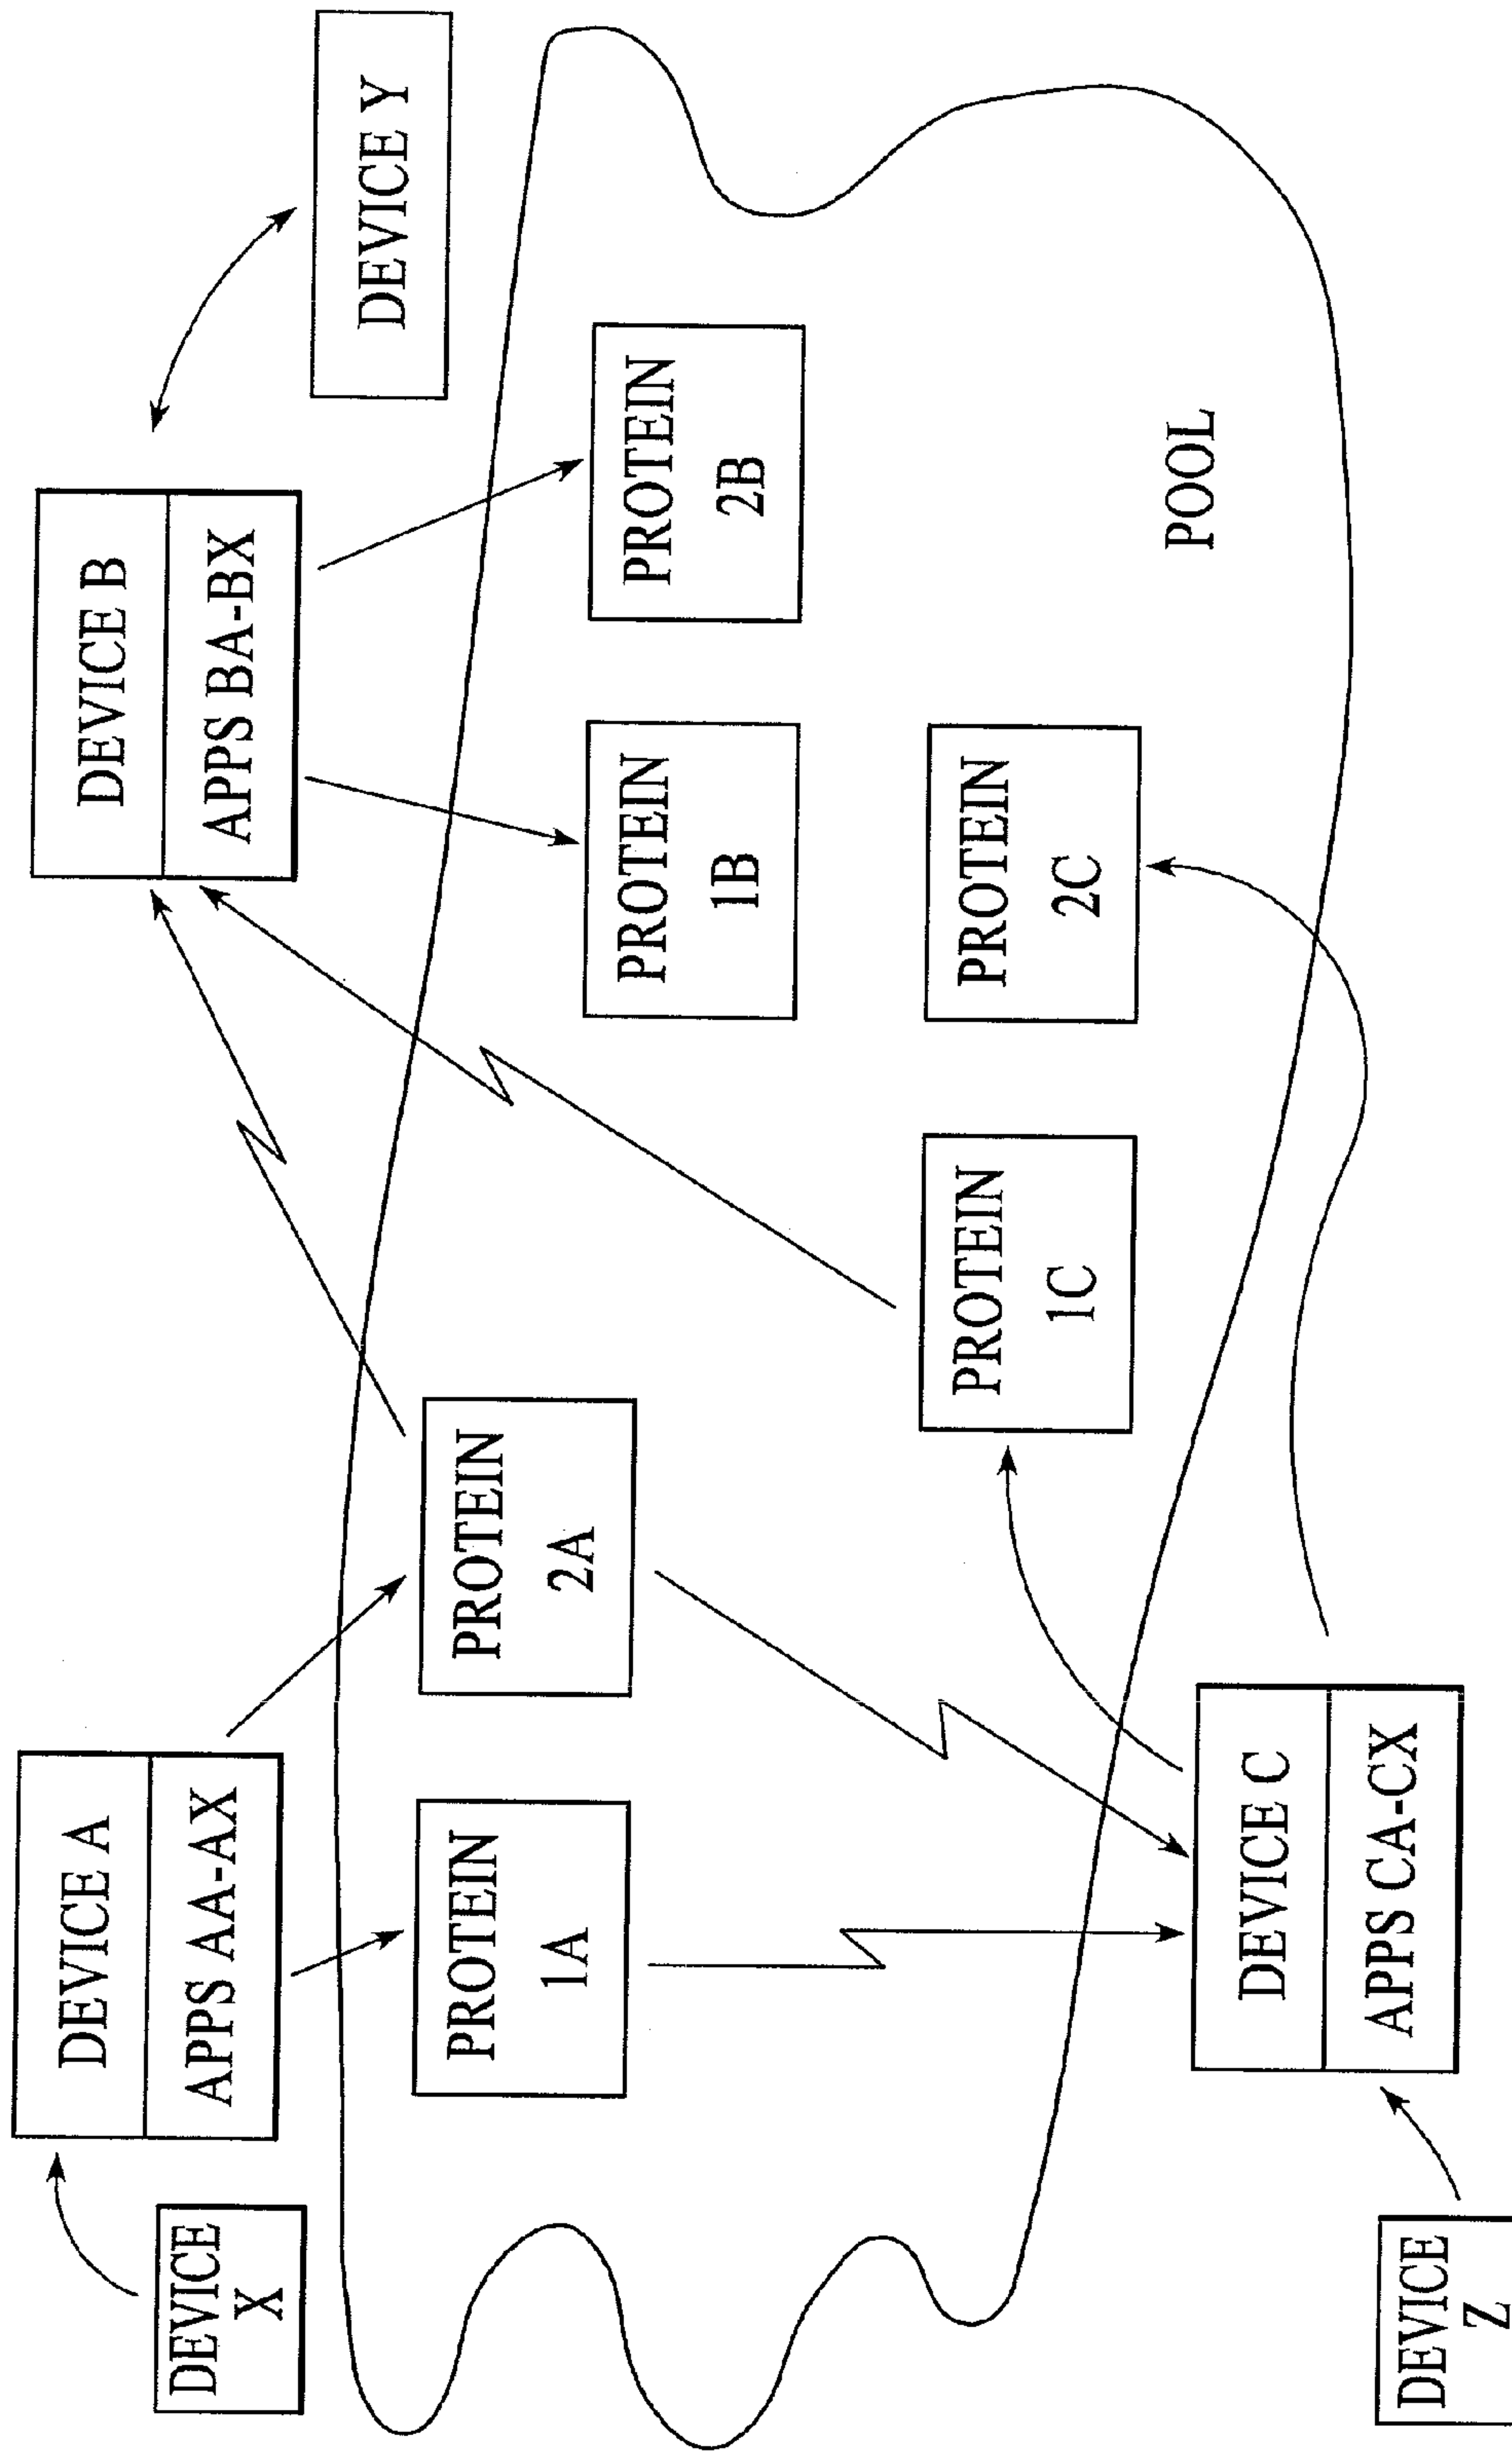 DEVICE
X
DEVICE A
APPS AA-AX
DEVICE B
APPS BA-BX
DEVICE Y
PROTEIN
1A
PROTEIN
2A
PROTEIN
1B
PROTEIN
2B
PROTEIN
1C
PROTEIN
2C
POOL
DEVICE C
APPS CA-CX
DEVICE
Z